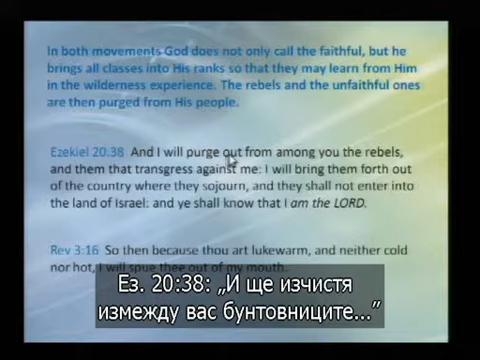 In both movements God does not only call the faithful, but he
brings all classes into His ranks so that they may learn from Him
in the wilderness experience. The rebels and the unfaithful ones
are then purged from His people.
Ezekiel 20:38 And I will purge out from among you the rebels,
and them that transgress against me: I will bring them forth out
of the country where they sojourn, and they shall not enter into
the land of Israel: and ye shall know that I am the LORD.
Rev 3:16 So then because thou art lukewarm, and neither cold
nor hot, I will spue thee out of my mouth.
Ез. 20:38: „И ще изчистя
измежду вас бунтовниците...”